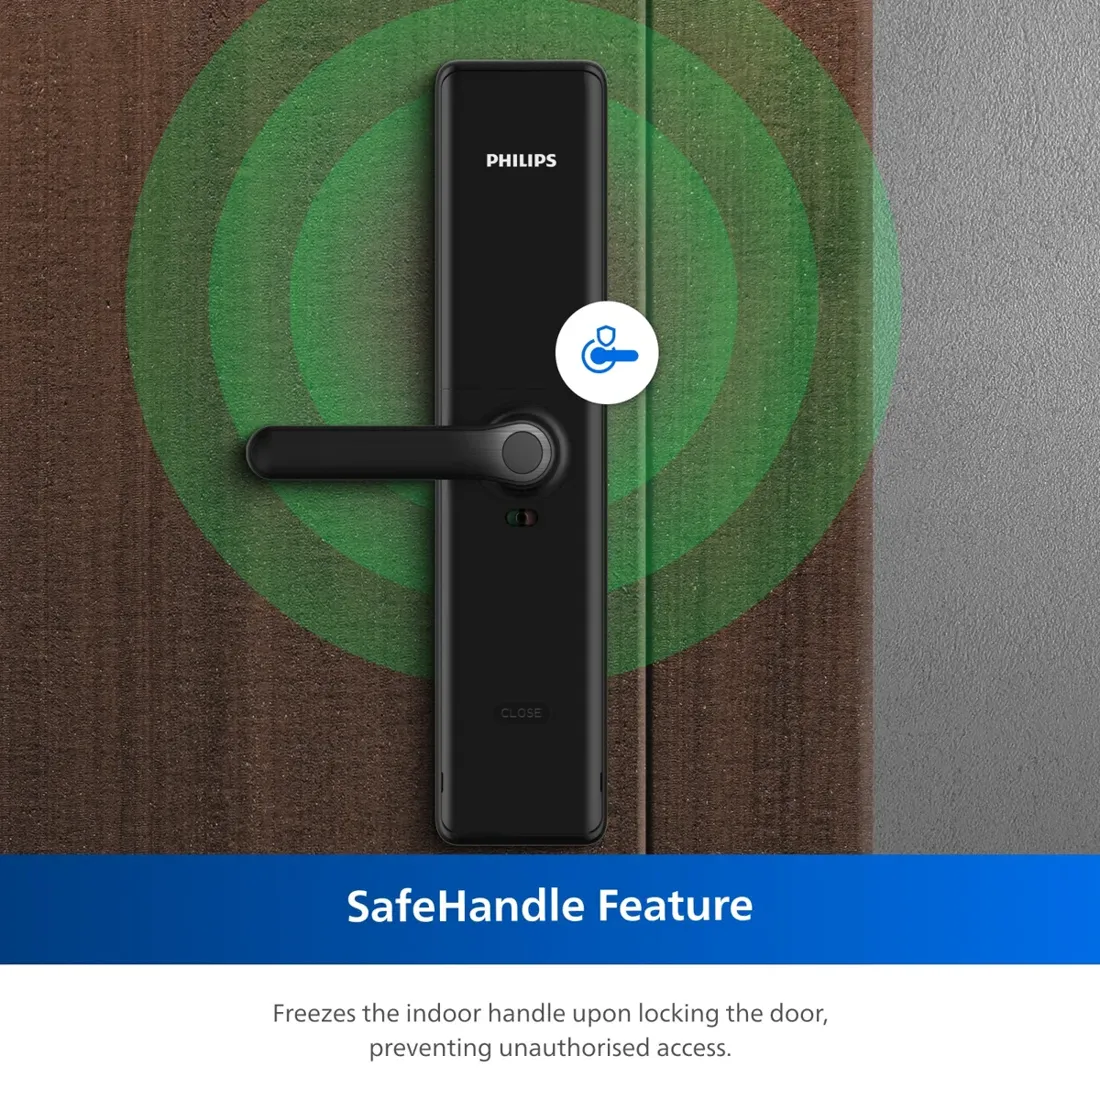 PHILIPS
CLOSE
SafeHandle Feature
Freezes the indoor handle upon locking the door,
preventing unauthorised access.